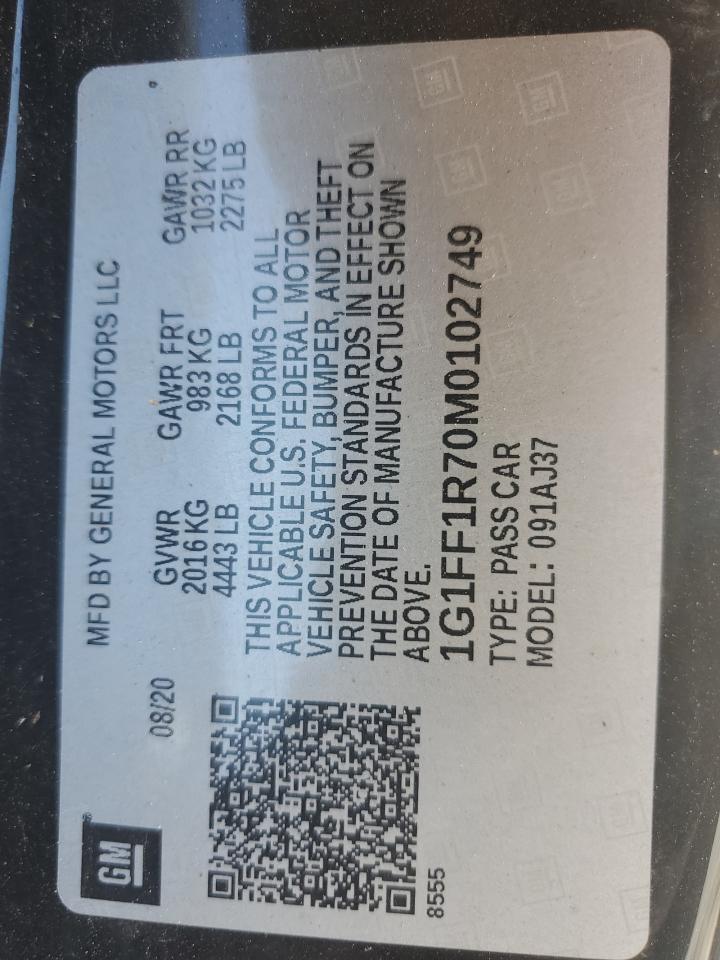 GM
MFD BY GENERAL MOTORS LLC
08/20
GVWR GAWR FRT GAWR RR
2016 KG 983 KG 1032 KG
4443 LB 2168 LB 2275 LB
THIS VEHICLE CONFORMS TO ALL
APPLICABLE U.S. FEDERAL MOTOR
VEHICLE SAFETY, BUMPER, AND THEFT
PREVENTION STANDARDS IN EFFECT ON
THE DATE OF MANUFACTURE SHOWN
ABOVE.
1G1FF1R70M0102749
TYPE: PASS CAR
MODEL: 091AJ37
8555